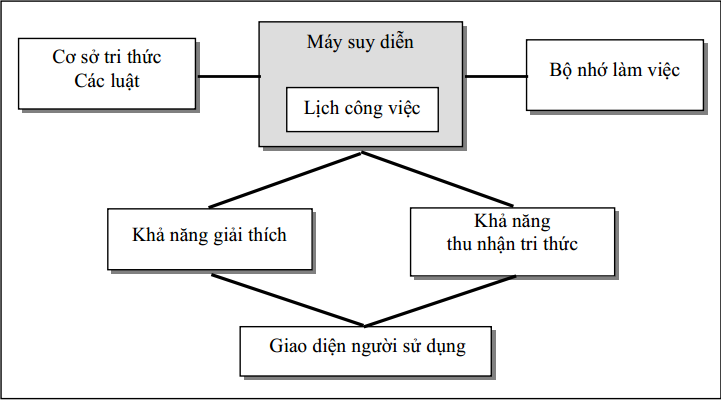 Cơ sở tri thức
Các luật
Máy suy diễn
Lịch công việc
Bộ nhớ làm việc
Khả năng giải thích
Khả năng
thu nhận tri thức
Giao diện người sử dụng